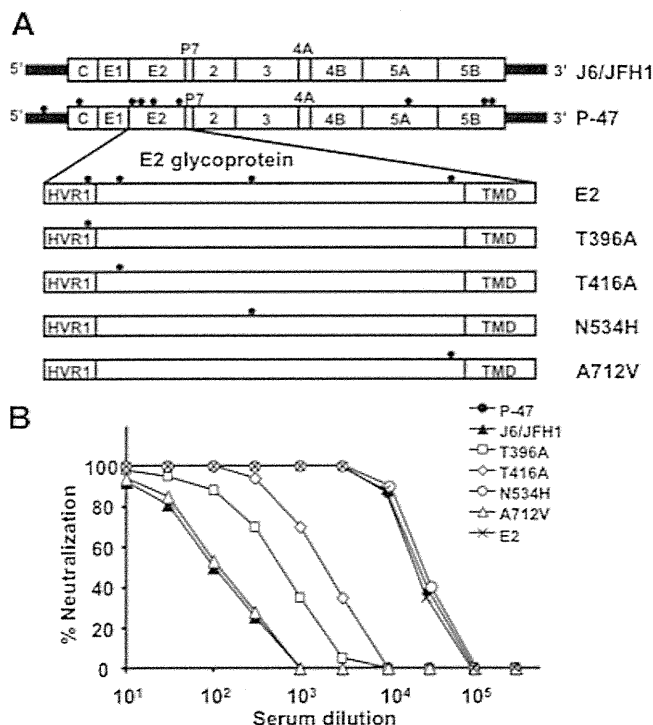 A
P7 4A
5' C E1 E2 2 3 4B 5A 5B 3' J6/JFH1
P7 4A
5' C E1 E2 2 3 4B 5A 5B 3' P-47
E2 glycoprotein
HVR1 TMD E2
HVR1 TMD T396A
HVR1 TMD T416A
HVR1 TMD N534H
HVR1 TMD A712V
B
P-47
J6/JFH1
T396A
T416A
N534H
A712V
E2
% Neutralization
100
80
60
40
20
0
10¹ 10² 10³ 10⁴ 10⁵
Serum dilution